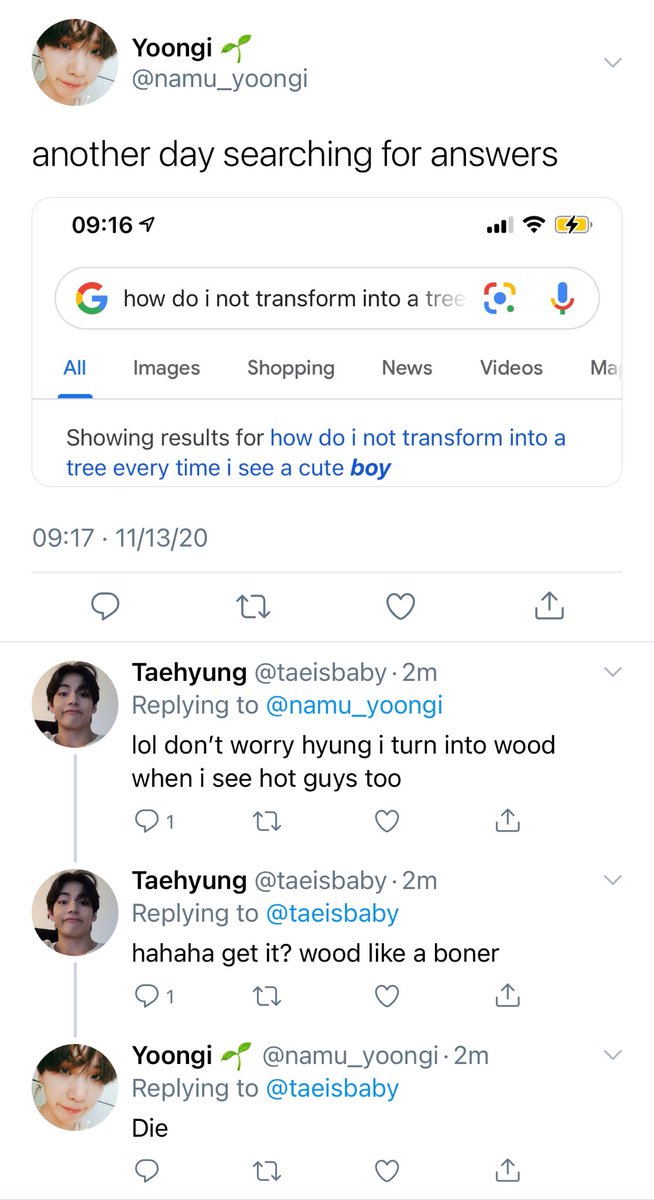 Yoongi 🌱
@namu_yoongi
another day searching for answers
09:16
how do i not transform into a tree
All Images Shopping News Videos Ma
Showing results for how do i not transform into a
tree every time i see a cute boy
09:17 · 11/13/20
Taehyung @taeisbaby · 2m
Replying to @namu_yoongi
lol don’t worry hyung i turn into wood
when i see hot guys too
1
Taehyung @taeisbaby · 2m
Replying to @taeisbaby
hahaha get it? wood like a boner
1
Yoongi 🌱 @namu_yoongi · 2m
Replying to @taeisbaby
Die